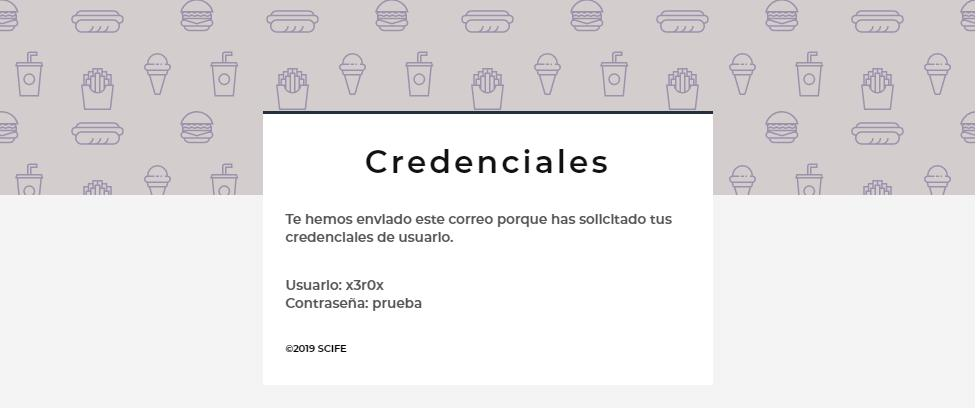 Credenciales
Te hemos enviado este correo porque has solicitado tus
credenciales de usuario.
Usuario: x3r0x
Contraseña: prueba
©2019 SCIFE